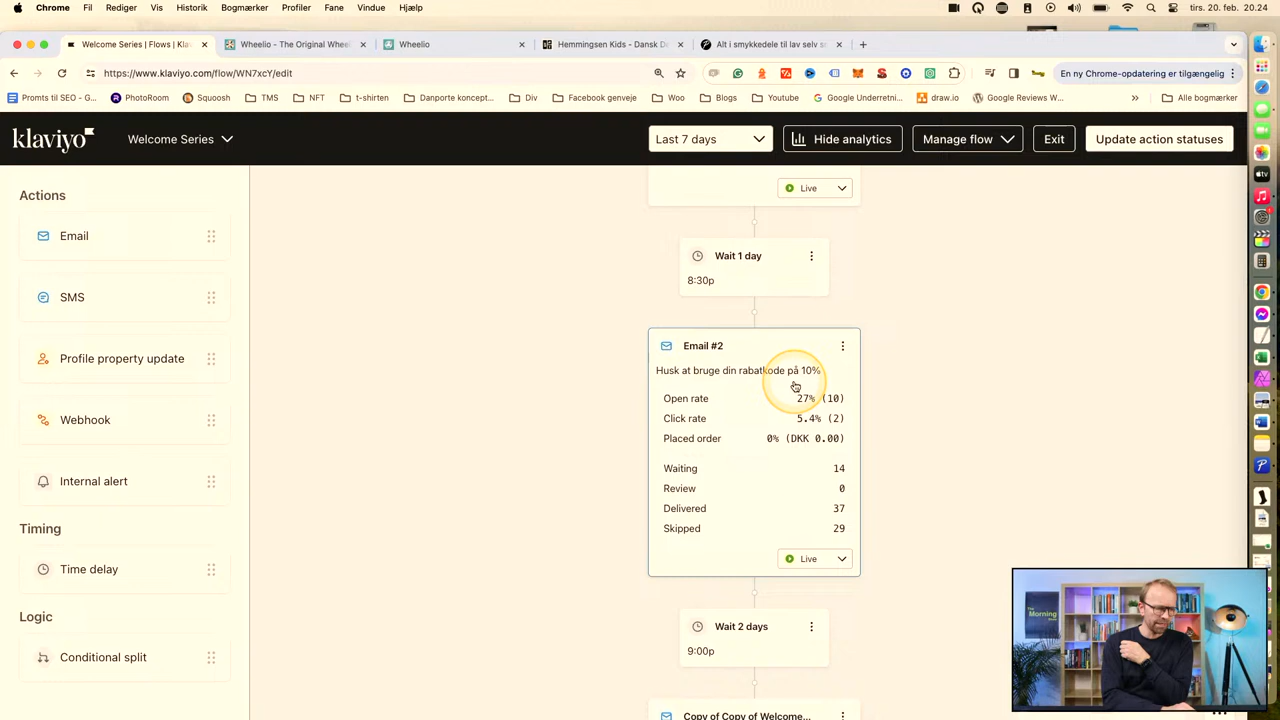 Chrome Fil Rediger Vis Historik Bogmærker Profiler Fane Vindue Hjælp tirs. 20. feb. 20.24
Welcome Series | Flows | Kla Wheelio - The Original Whee Wheelio Hemmingsen Kids - Dansk D Alt i smykkedele til lav selv s
https://www.klaviyo.com/flow/WN7xcY/edit En ny Chrome-opdatering er tilgængelig
Promts til SEO - G... PhotoRoom Squoosh TMS NFT t-shirten Danporte koncept... Div Facebook genveje Woo Blogs Youtube Google Underretni... draw.io Google Reviews W... » Alle bogmærker
klaviyo Welcome Series Last 7 days Hide analytics Manage flow Exit Update action statuses
Actions
Live
Email
Wait 1 day
8:30p
SMS
Email #2
Profile property update
Husk at bruge din rabatkode på 10%
Open rate 27% (10)
Click rate 5.4% (2)
Webhook
Placed order 0% (DKK 0.00)
Waiting 14
Internal alert
Review 0
Delivered 37
Timing
Skipped 29
Live
Time delay
Logic
Wait 2 days
9:00p
Conditional split
Copy of Copy of Welcome...
The
Morning